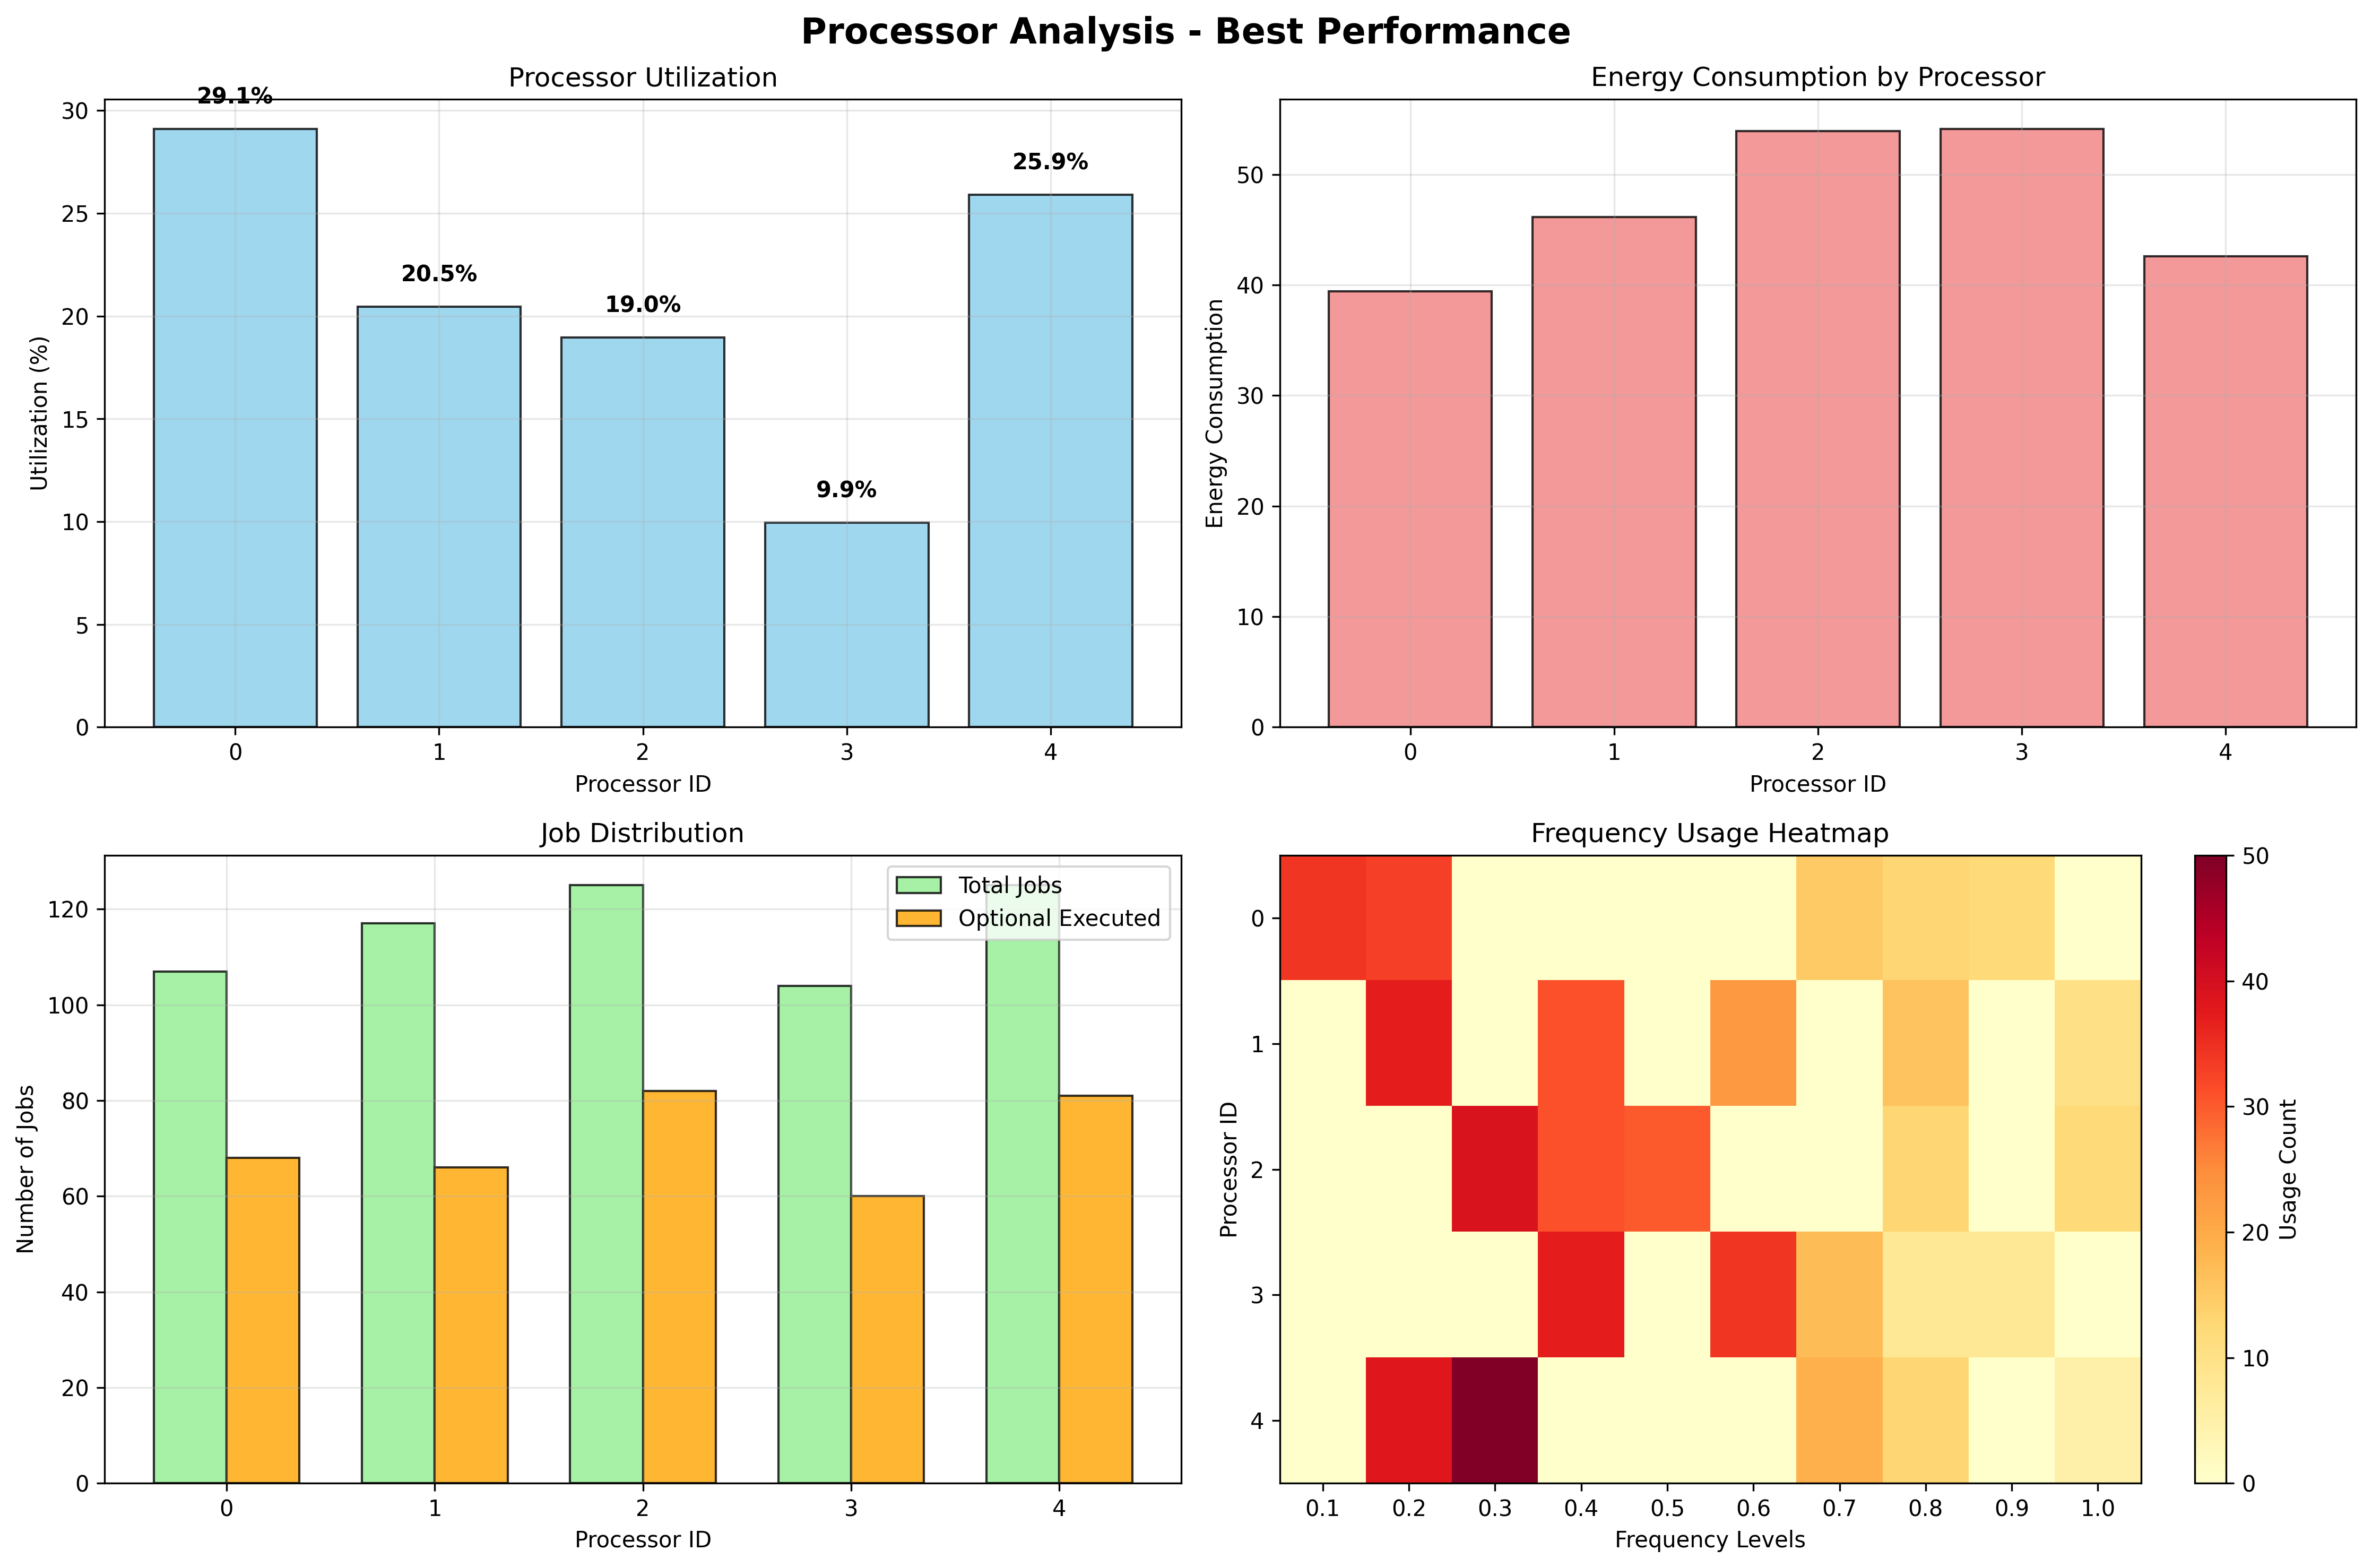 Processor Analysis - Best Performance
Processor Utilization
29.1%
20.5%
19.0%
9.9%
25.9%
30
25
20
15
10
5
0
Utilization (%)
0 1 2 3 4
Processor ID
Energy Consumption by Processor
50
40
30
20
10
0
Energy Consumption
0 1 2 3 4
Processor ID
Job Distribution
Total Jobs
Optional Executed
120
100
80
60
40
20
0
Number of Jobs
0 1 2 3 4
Processor ID
Frequency Usage Heatmap
0
1
2
3
4
Processor ID
0.1 0.2 0.3 0.4 0.5 0.6 0.7 0.8 0.9 1.0
Frequency Levels
50
40
30
20
10
0
Usage Count